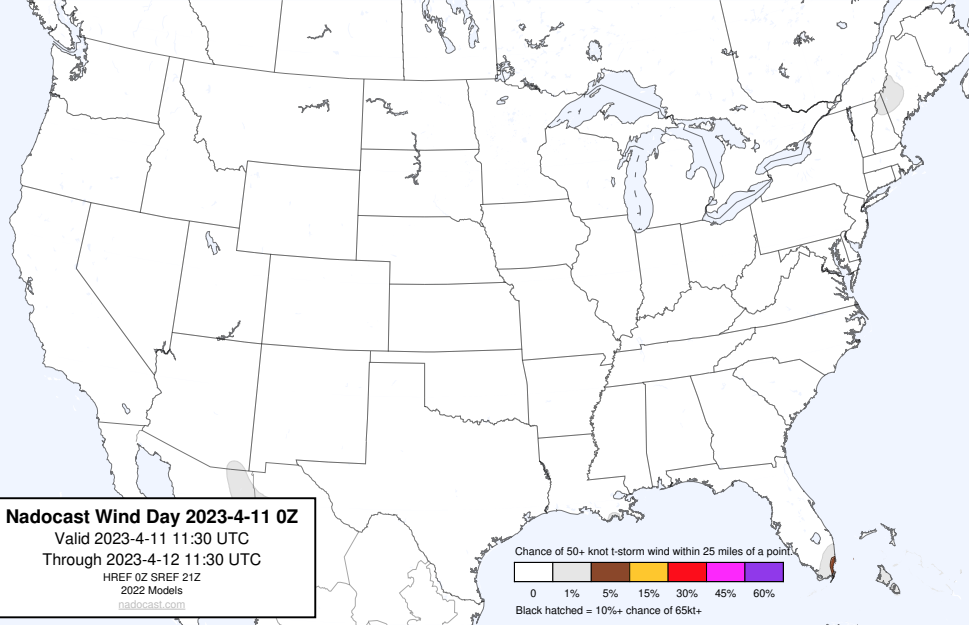 Nadocast Wind Day 2023-4-11 0Z
Valid 2023-4-11 11:30 UTC
Through 2023-4-12 11:30 UTC
HREF 0Z SREF 21Z
2022 Models
nadocast.com
Chance of 50+ knot t-storm wind within 25 miles of a point.
0 1% 5% 15% 30% 45% 60%
Black hatched = 10%+ chance of 65kt+